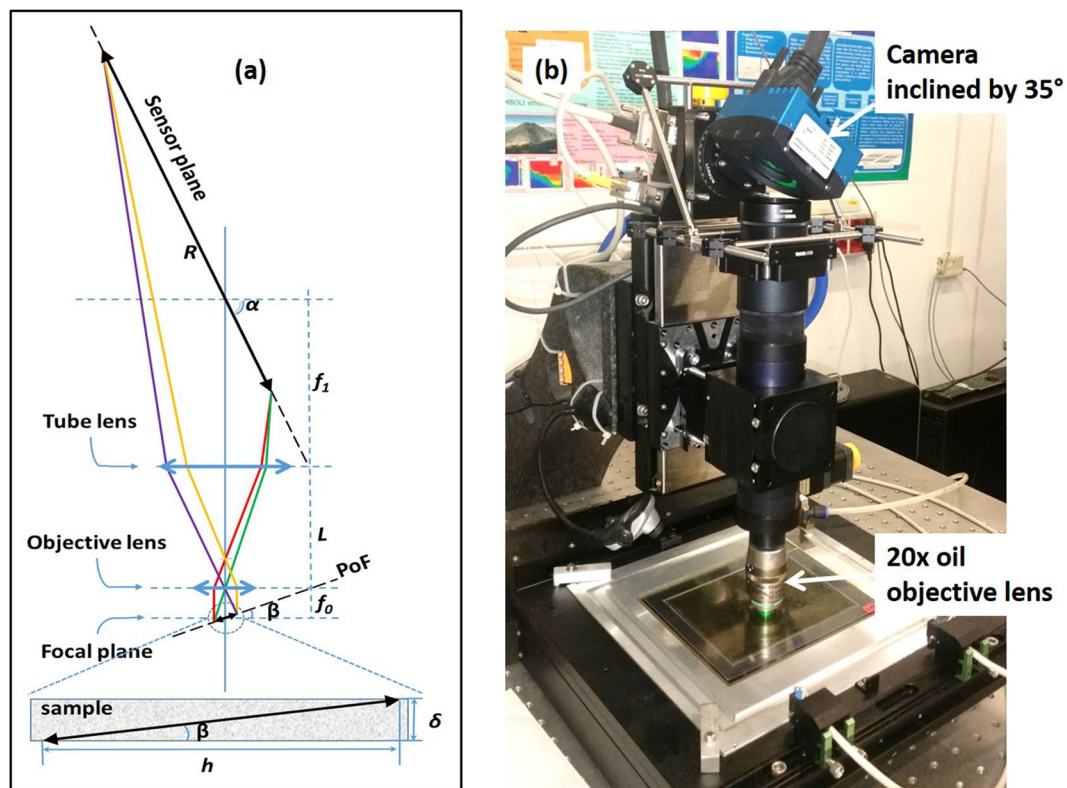 (a)
Sensor plane
R
α
f₁
Tube lens
L
Objective lens
PoF
f₀
β
Focal plane
sample
β
δ
h
(b)
Camera
inclined by 35°
20x oil
objective lens
MBOLI